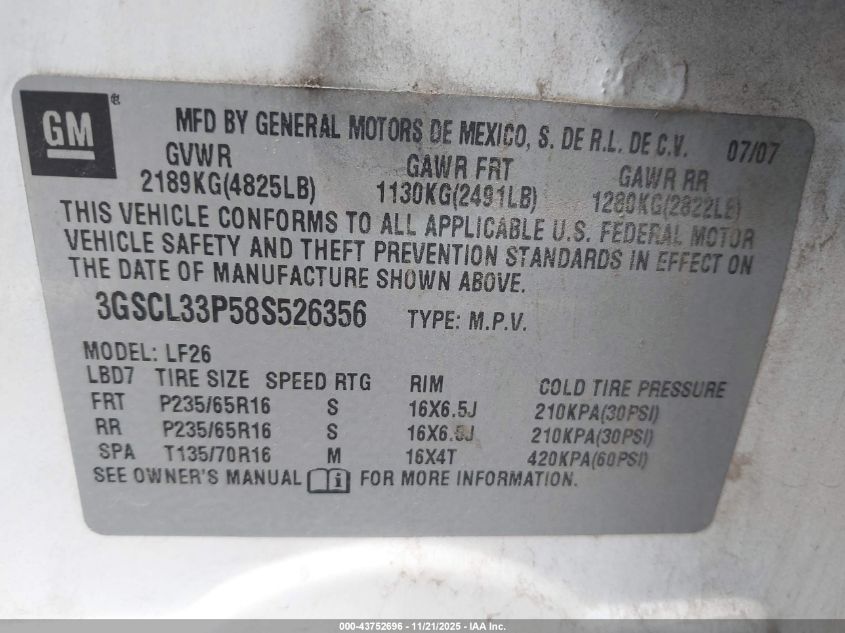 GM
MFD BY GENERAL MOTORS DE MEXICO, S. DE R.L. DE C.V. 07/07
GVWR GAWR FRT GAWR RR
2189KG(4825LB) 1130KG(2491LB) 1280KG(2822LB)
THIS VEHICLE CONFORMS TO ALL APPLICABLE U.S. FEDERAL MOTOR
VEHICLE SAFETY AND THEFT PREVENTION STANDARDS IN EFFECT ON
THE DATE OF MANUFACTURE SHOWN ABOVE.
3GSCL33P58S526356 TYPE: M.P.V.
MODEL: LF26
LBD7 TIRE SIZE SPEED RTG RIM COLD TIRE PRESSURE
FRT P235/65R16 S 16X6.5J 210KPA(30PSI)
RR P235/65R16 S 16X6.5J 210KPA(30PSI)
SPA T135/70R16 M 16X4T 420KPA(60PSI)
SEE OWNER'S MANUAL i FOR MORE INFORMATION.
000-43752696 - 11/21/2025 - IAA Inc.